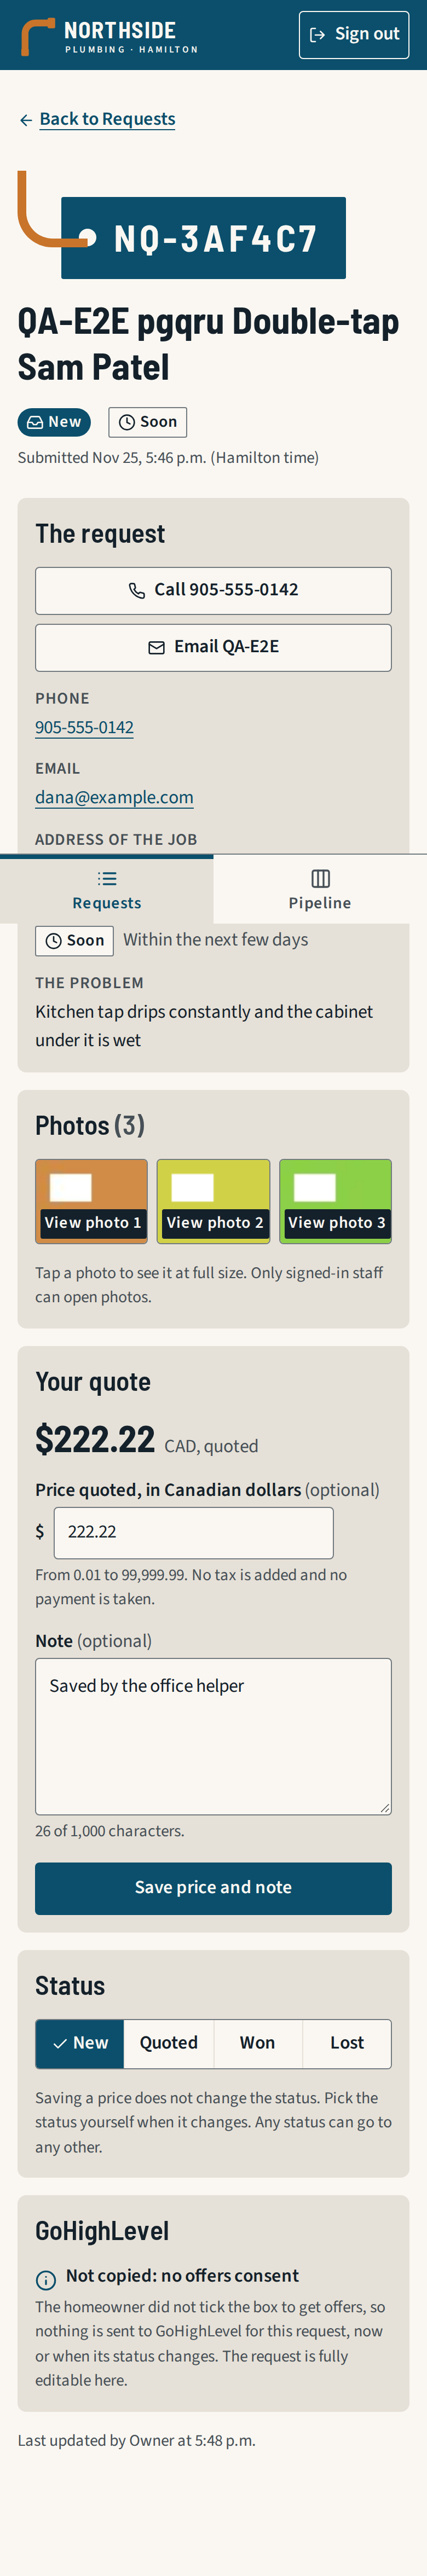 NORTHSIDE
PLUMBING · HAMILTON
Sign out
Back to Requests
NQ-3AF4C7
QA-E2E pgqru Double-tap
Sam Patel
New
Soon
Submitted Nov 25, 5:46 p.m. (Hamilton time)
The request
Call 905-555-0142
Email QA-E2E
PHONE
905-555-0142
EMAIL
dana@example.com
ADDRESS OF THE JOB
Requests
Pipeline
Soon Within the next few days
THE PROBLEM
Kitchen tap drips constantly and the cabinet
under it is wet
Photos (3)
View photo 1
View photo 2
View photo 3
Tap a photo to see it at full size. Only signed-in staff
can open photos.
Your quote
$222.22 CAD, quoted
Price quoted, in Canadian dollars (optional)
$ 222.22
From 0.01 to 99,999.99. No tax is added and no
payment is taken.
Note (optional)
Saved by the office helper
26 of 1,000 characters.
Save price and note
Status
New
Quoted
Won
Lost
Saving a price does not change the status. Pick the
status yourself when it changes. Any status can go to
any other.
GoHighLevel
Not copied: no offers consent
The homeowner did not tick the box to get offers, so
nothing is sent to GoHighLevel for this request, now
or when its status changes. The request is fully
editable here.
Last updated by Owner at 5:48 p.m.